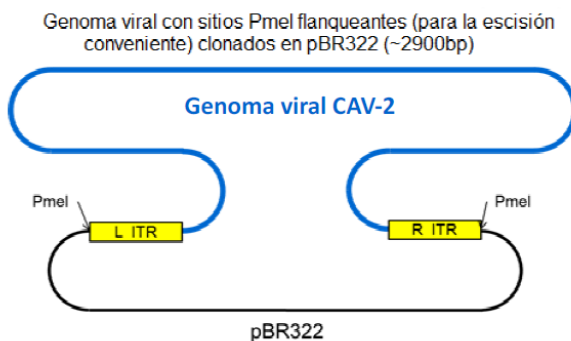 Genoma viral con sitios PmeI flanqueantes (para la escisión
conveniente) clonados en pBR322 (~2900bp)
Genoma viral CAV-2
PmeI
PmeI
L ITR
R ITR
pBR322